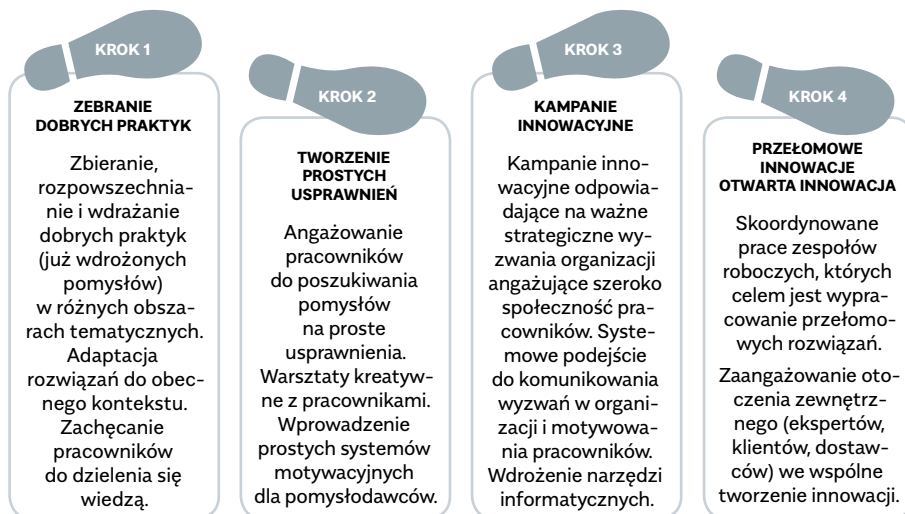 KROK 1
ZEBRANIE
DOBRYCH PRAKTYK
Zbieranie,
rozpowszechnia-
nie i wdrażanie
dobrych praktyk
(już wdrożonych
pomysłów)
w różnych obsza-
rach tematycznych.
Adaptacja
rozwiązań do obec-
nego kontekstu.
Zachęcanie
pracowników
do dzielenia się
wiedzą.
KROK 2
TWORZENIE
PROSTYCH
USPRAWNIEŃ
Angażowanie
pracowników
do poszukiwania
pomysłów
na proste
usprawnienia.
Warsztaty kreatyw-
ne z pracownikami.
Wprowadzenie
prostych systemów
motywacyjnych
dla pomysłodawców.
KROK 3
KAMPANIE
INNOWACYJNE
Kampanie inno-
wacyjne odpowia-
dające na ważne
strategiczne wy-
zwania organizacji
angażujące szeroko
społeczność pra-
cowników. Syste-
mowe podejście
do komunikowania
wyzwań w organi-
zacji i motywowa-
nia pracowników.
Wdrożenie narzędzi
informatycznych.
KROK 4
PRZEŁOMOWE
INNOWACJE
OTWARTA INNOWACJA
Skoordynowane
prace zespołów
roboczych, których
celem jest wypra-
cowanie przełomo-
wych rozwiązań.
Zaangażowanie oto-
czenia zewnętrz-
nego (ekspertów,
klientów, dostaw-
ców) we wspólne
tworzenie innowacji.